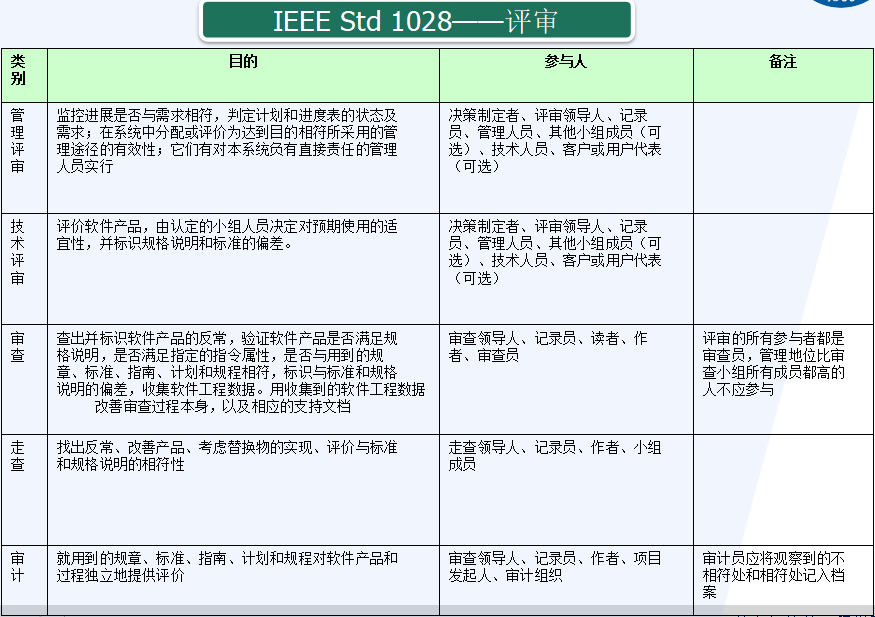 IEEE Std 1028——评审
类
别
目的
参与人
备注
管
理
评
审
监控进展是否与需求相符，判定计划和进度表的状态及
需求；在系统中分配或评价为达到目的相符所采用的管
理途径的有效性；它们有对本系统负有直接责任的管理
人员实行
决策制定者、评审领导人、记录
员、管理人员、其他小组成员（可
选）、技术人员、客户或用户代表
（可选）
技
术
评
审
评价软件产品，由认定的小组人员决定对预期使用的适
宜性，并标识规格说明和标准的偏差。
决策制定者、评审领导人、记录
员、管理人员、其他小组成员（可
选）、技术人员、客户或用户代表
（可选）
审
查
查出并标识软件产品的反常，验证软件产品是否满足规
格说明，是否满足指定的指令属性，是否与用到的规
章、标准、指南、计划和规程相符，标识与标准和规格
说明的偏差，收集软件工程数据。用收集到的软件工程数据
改善审查过程本身，以及相应的支持文档
审查领导人、记录员、读者、作
者、审查员
评审的所有参与者都是
审查员，管理地位比审
查小组所有成员都高的
人不应参与
走
查
找出反常、改善产品、考虑替换物的实现、评价与标准
和规格说明的相符性
走查领导人、记录员、作者、小组
成员
审
计
就用到的规章、标准、指南、计划和规程对软件产品和
过程独立地提供评价
审查领导人、记录员、作者、项目
发起人、审计组织
审计员应将观察到的不
相符处和相符处记入档
案